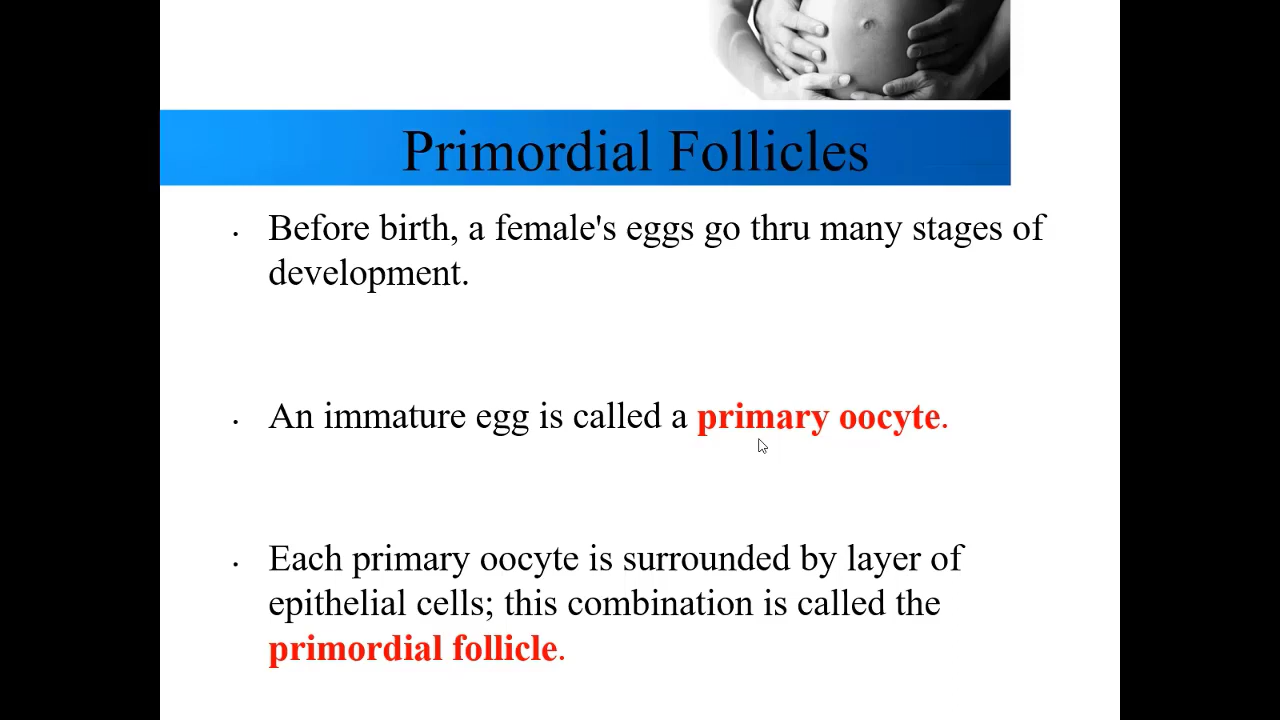 Primordial Follicles
• Before birth, a female's eggs go thru many stages of
development.
• An immature egg is called a primary oocyte.
• Each primary oocyte is surrounded by layer of
epithelial cells; this combination is called the
primordial follicle.